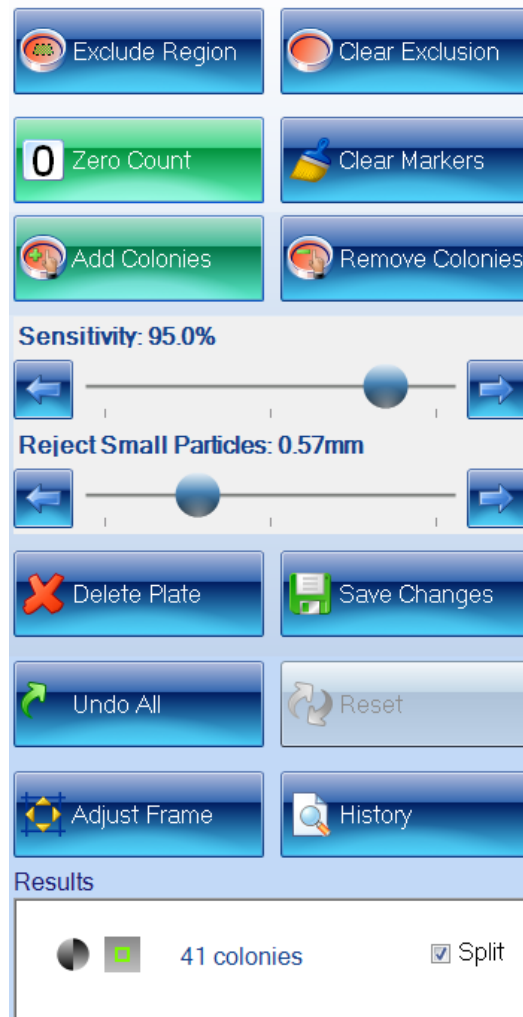 Exclude Region Clear Exclusion
0 Zero Count Clear Markers
Add Colonies Remove Colonies
Sensitivity: 95.0%
Reject Small Particles: 0.57mm
Delete Plate Save Changes
Undo All Reset
Adjust Frame History
Results
41 colonies Split